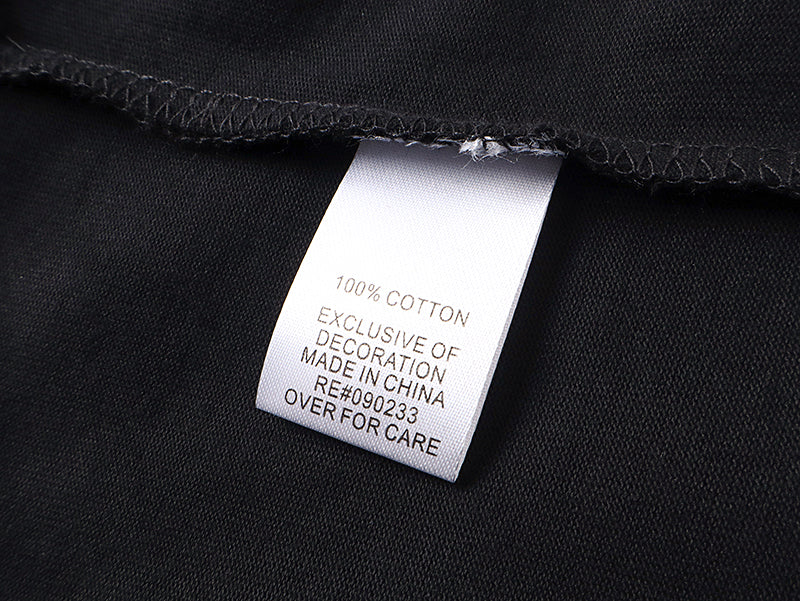 100% COTTON
EXCLUSIVE OF
DECORATION
MADE IN CHINA
RE#090233
OVER FOR CARE